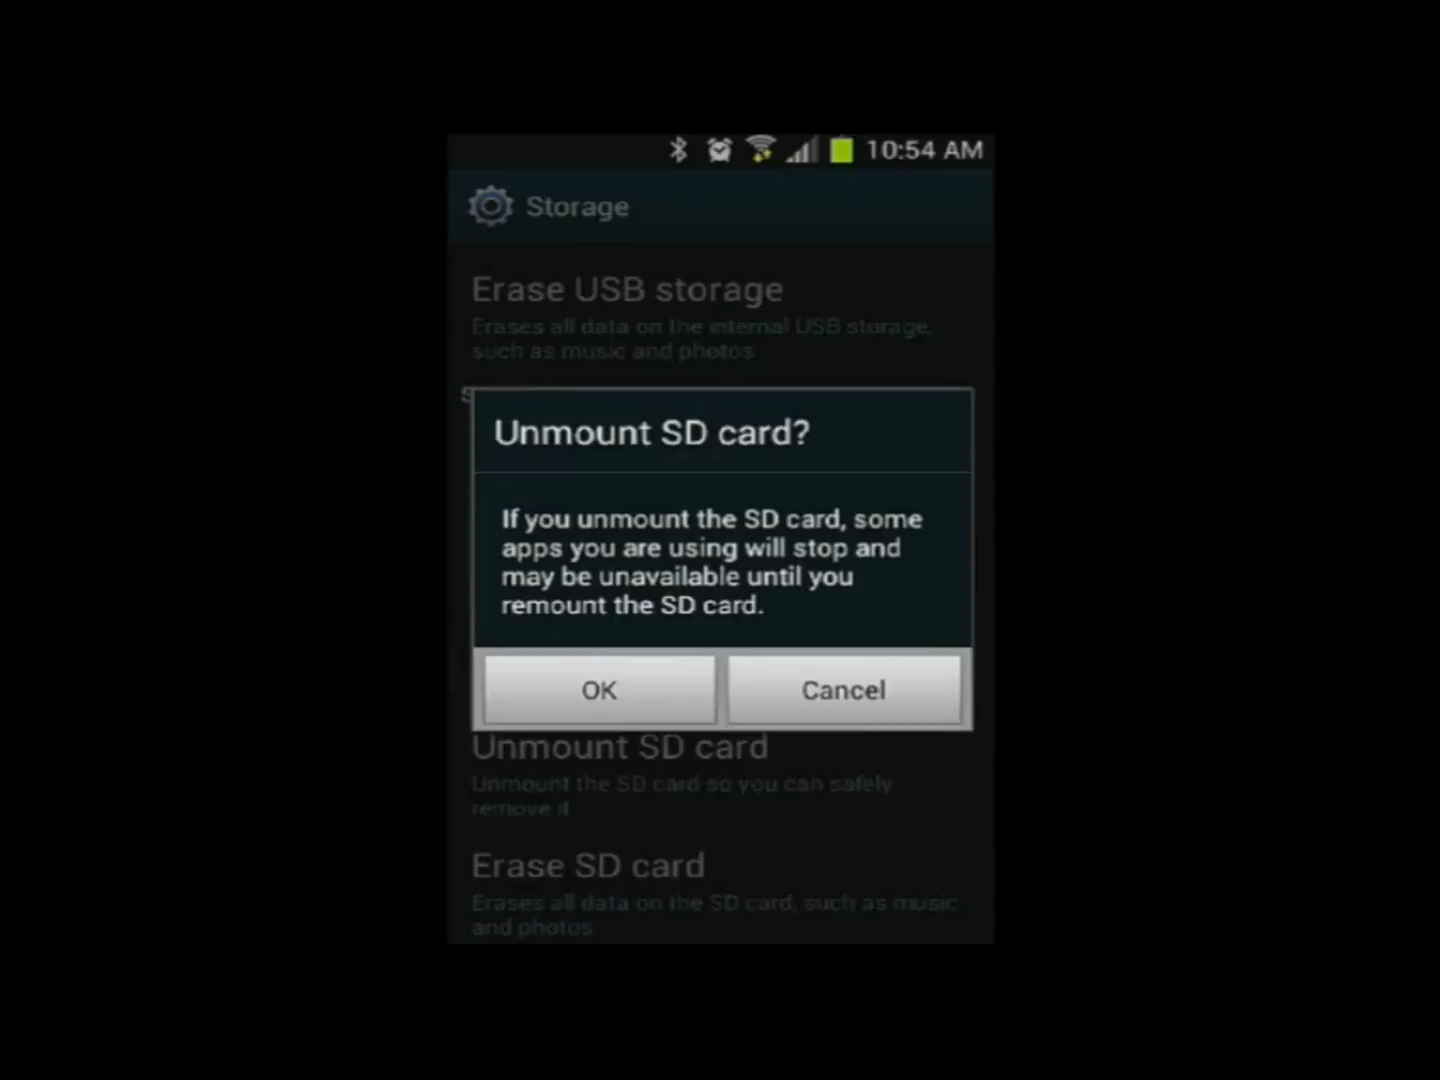 10:54 AM
Storage
Erase USB storage
Erases all data on the internal USB storage,
such as music and photos
S
Unmount SD card?
If you unmount the SD card, some
apps you are using will stop and
may be unavailable until you
remount the SD card.
OK
Cancel
Unmount SD card
Unmount the SD card so you can safely
remove it
Erase SD card
Erases all data on the SD card, such as music
and photos